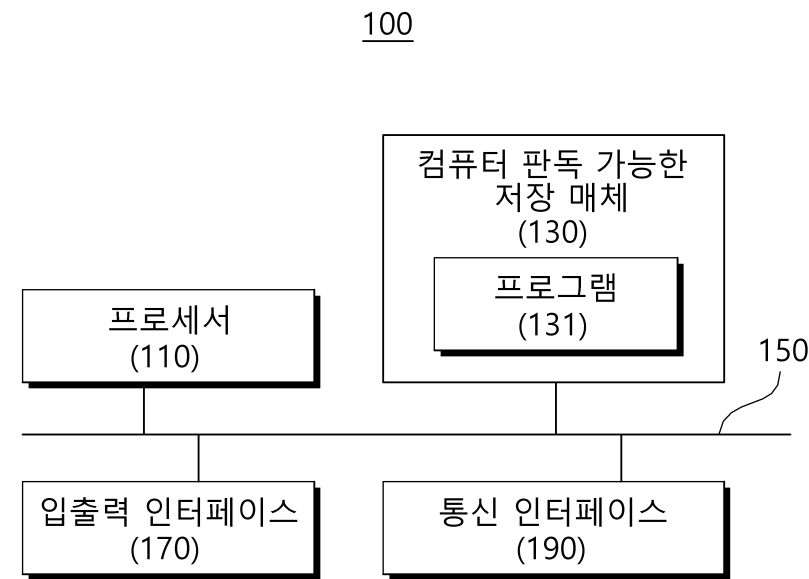 100
컴퓨터 판독 가능한
저장 매체
(130)
프로그램
(131)
프로세서
(110)
150
입출력 인터페이스
(170)
통신 인터페이스
(190)